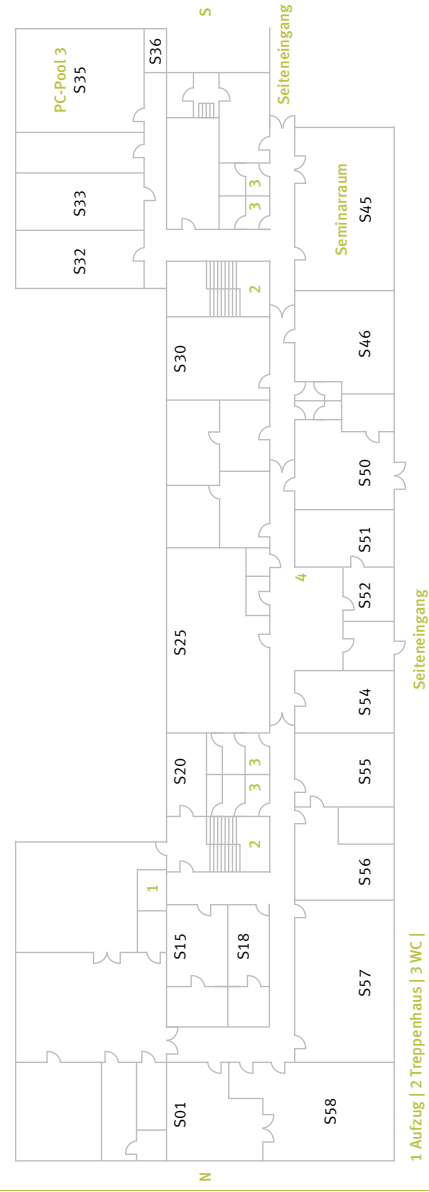 N
S
S01
S58
S15
S18
1
2
3
3
S20
S25
S30
2
3
3
S32
S33
PC-Pool 3
S35
S36
S57
S56
S55
S54
4
S52
S51
S50
S46
Seminarraum
S45
Seiteneingang
Seiteneingang
1 Aufzug | 2 Treppenhaus | 3 WC |